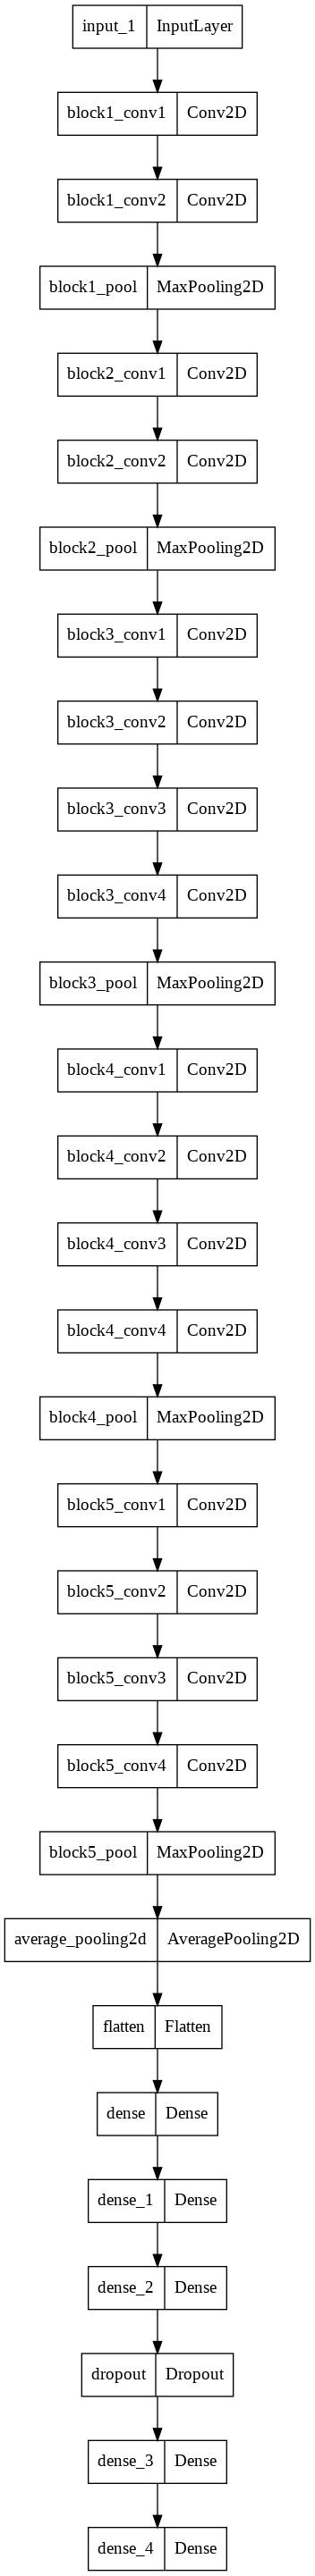 input_1 InputLayer
block1_conv1 Conv2D
block1_conv2 Conv2D
block1_pool MaxPooling2D
block2_conv1 Conv2D
block2_conv2 Conv2D
block2_pool MaxPooling2D
block3_conv1 Conv2D
block3_conv2 Conv2D
block3_conv3 Conv2D
block3_conv4 Conv2D
block3_pool MaxPooling2D
block4_conv1 Conv2D
block4_conv2 Conv2D
block4_conv3 Conv2D
block4_conv4 Conv2D
block4_pool MaxPooling2D
block5_conv1 Conv2D
block5_conv2 Conv2D
block5_conv3 Conv2D
block5_conv4 Conv2D
block5_pool MaxPooling2D
average_pooling2d AveragePooling2D
flatten Flatten
dense Dense
dense_1 Dense
dense_2 Dense
dropout Dropout
dense_3 Dense
dense_4 Dense